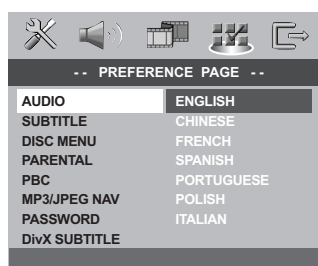 -- PREFERENCE PAGE --
AUDIO ENGLISH
SUBTITLE CHINESE
DISC MENU FRENCH
PARENTAL SPANISH
PBC PORTUGUESE
MP3/JPEG NAV POLISH
PASSWORD ITALIAN
DivX SUBTITLE